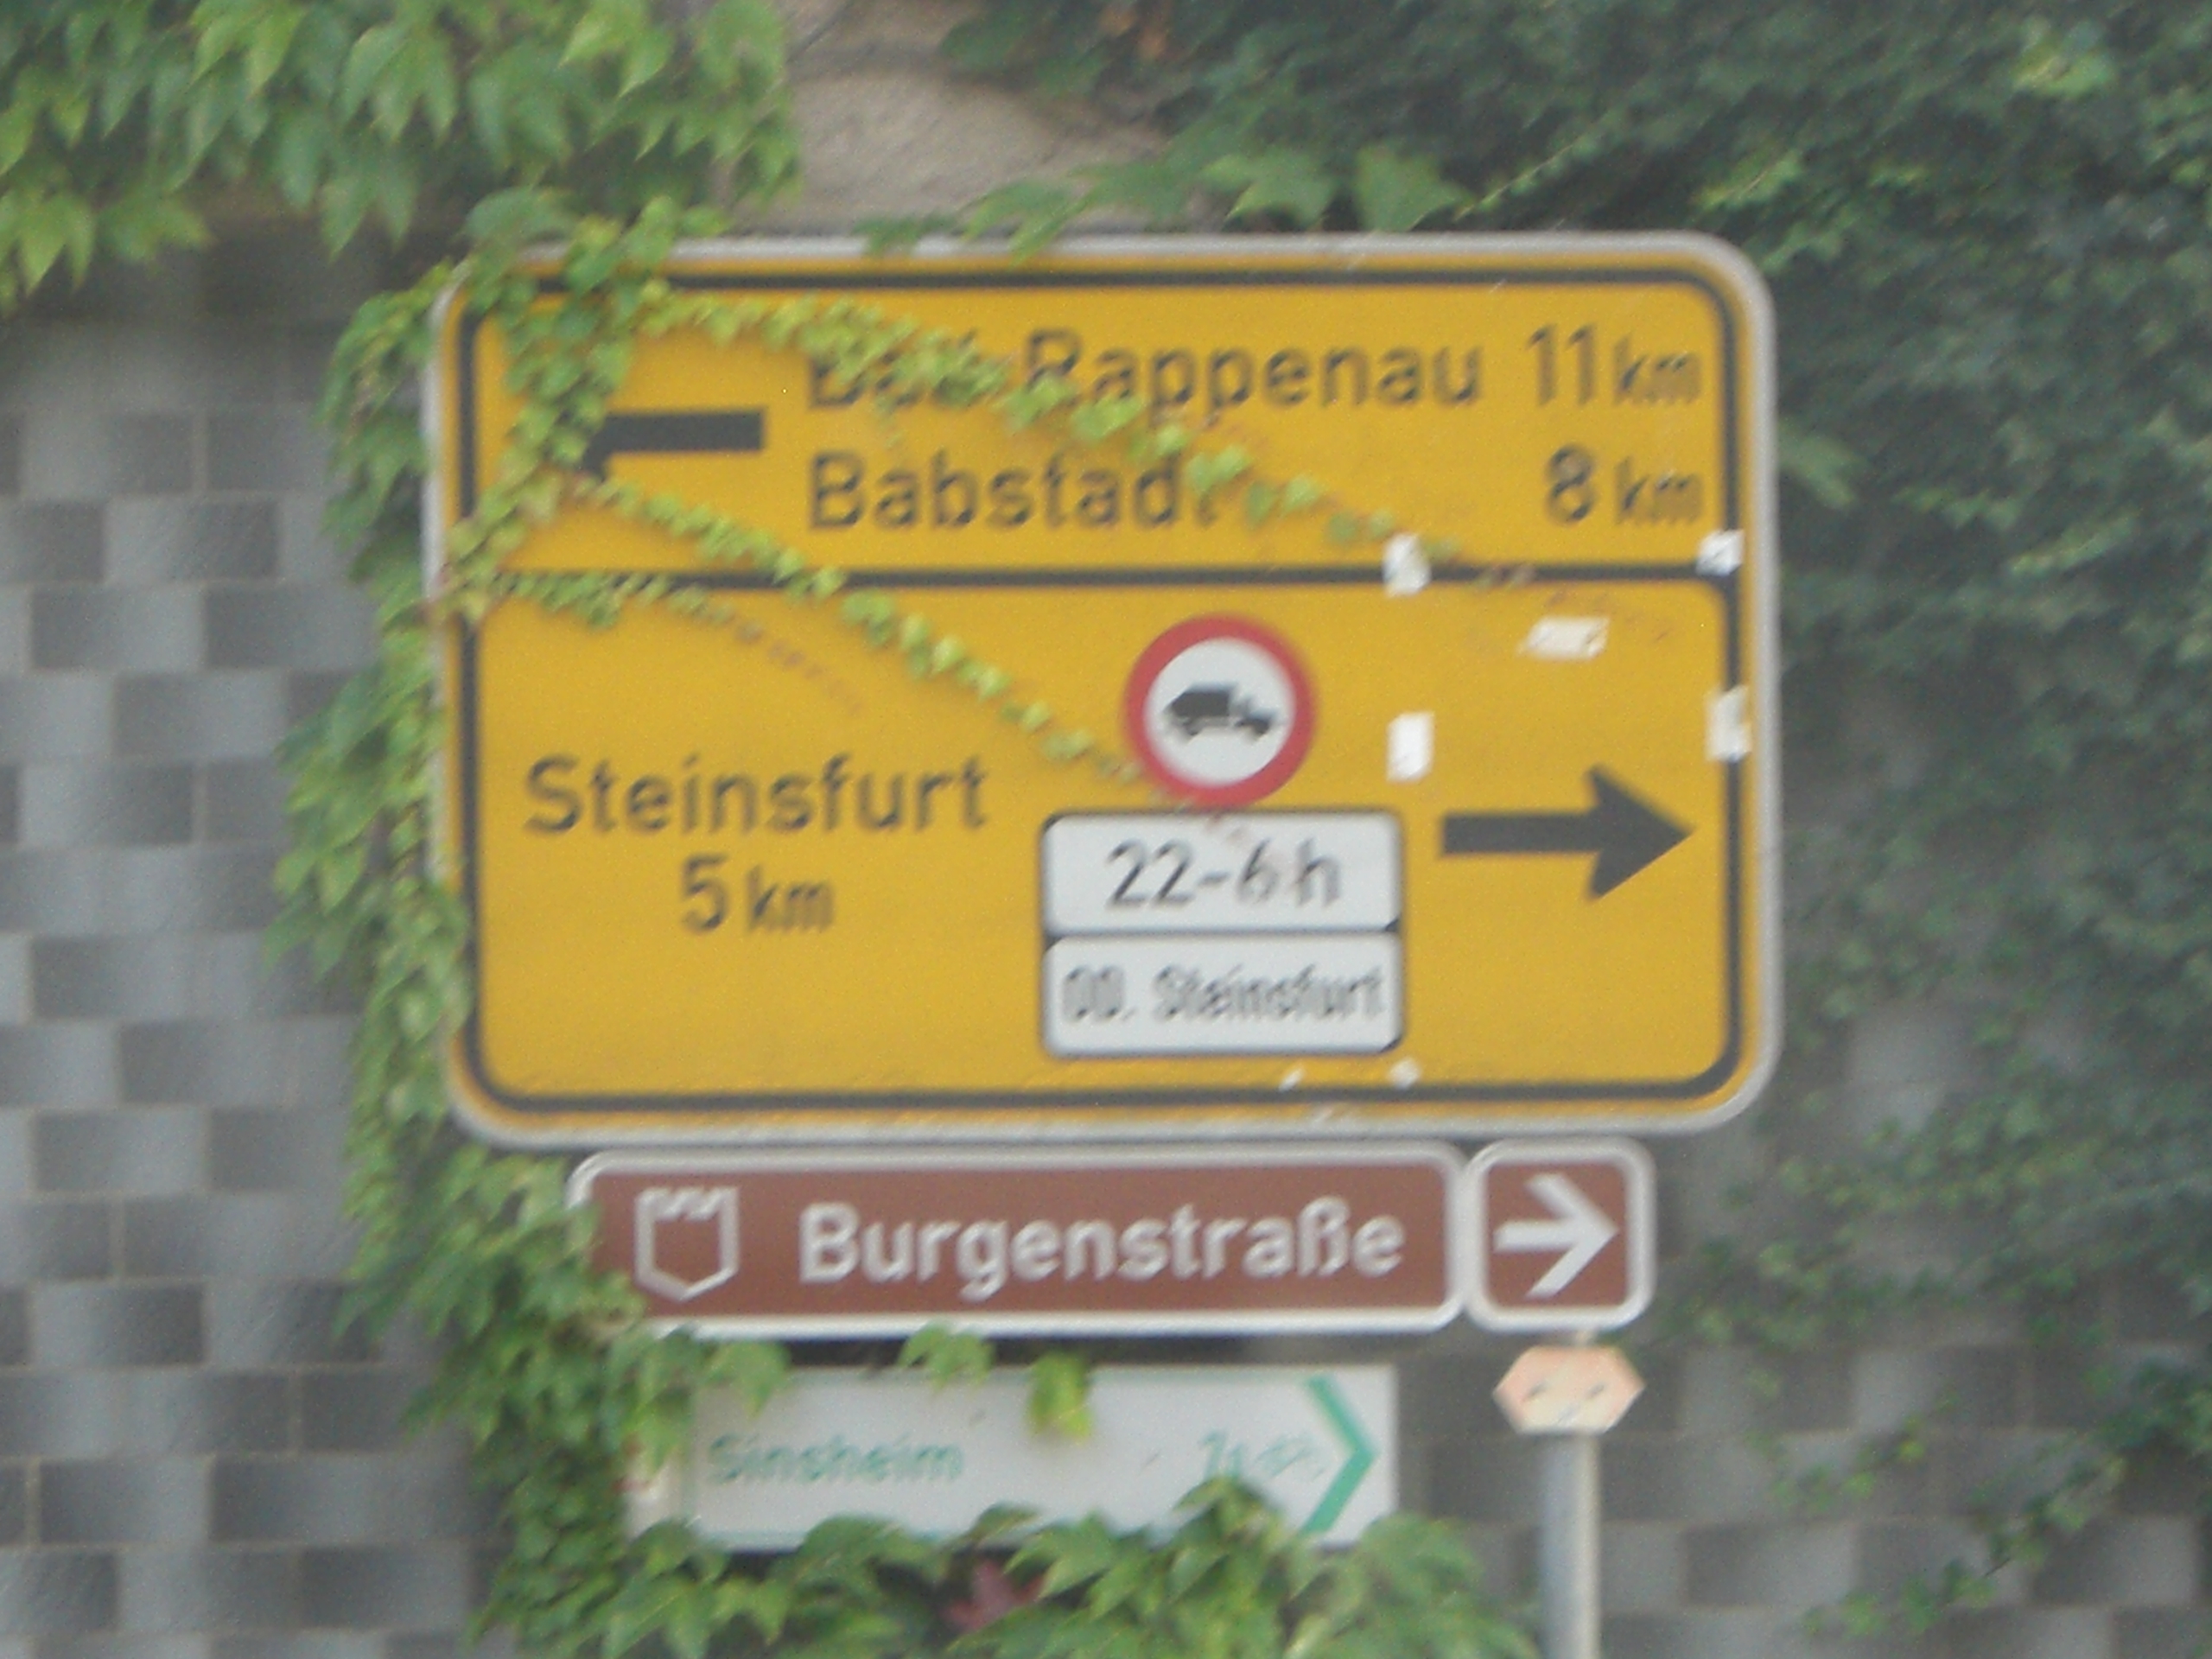 Bad Rappenau 11 km
Babstadt 8 km
Steinsfurt
5 km
22-6 h
OD. Steinsfurt
Burgenstraße
Sinsheim